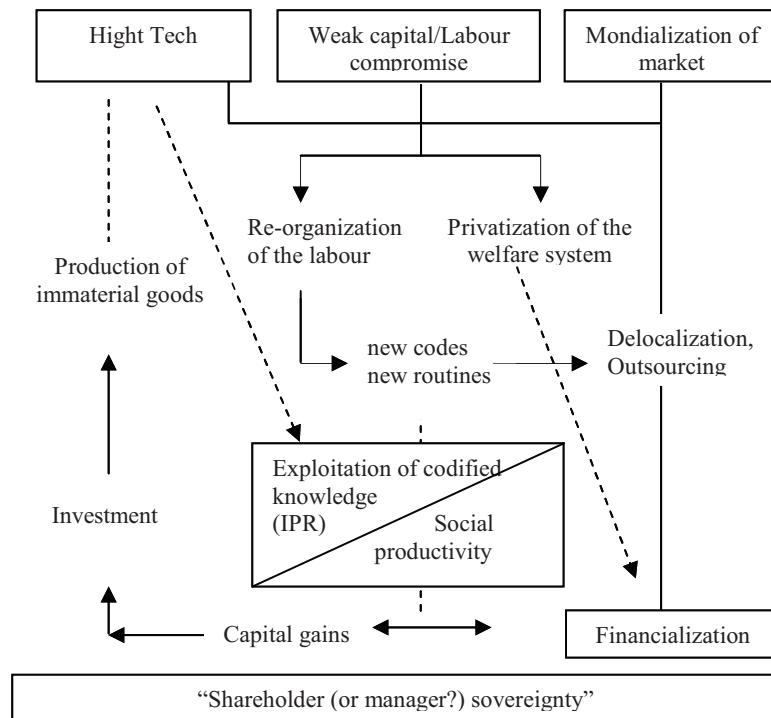 Hight Tech
Weak capital/Labour
compromise
Mondialization of
market
Re-organization
of the labour
Privatization of the
welfare system
Production of
immaterial goods
new codes
new routines
Delocalization,
Outsourcing
Exploitation of codified
knowledge
(IPR)
Social
productivity
Investment
Capital gains
Financialization
“Shareholder (or manager?) sovereignty”